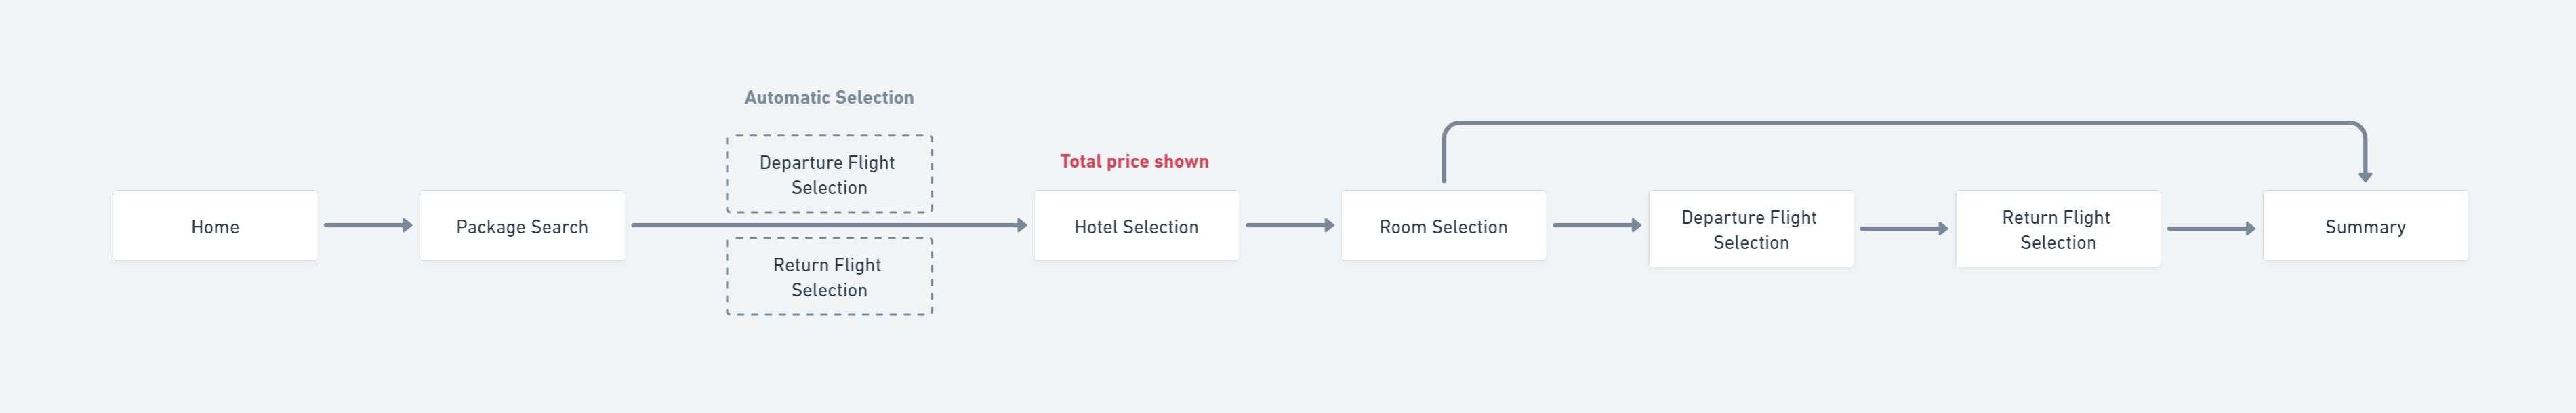 Automatic Selection
Departure Flight
Selection
Total price shown
Home
Package Search
Return Flight
Selection
Hotel Selection
Room Selection
Departure Flight
Selection
Return Flight
Selection
Summary